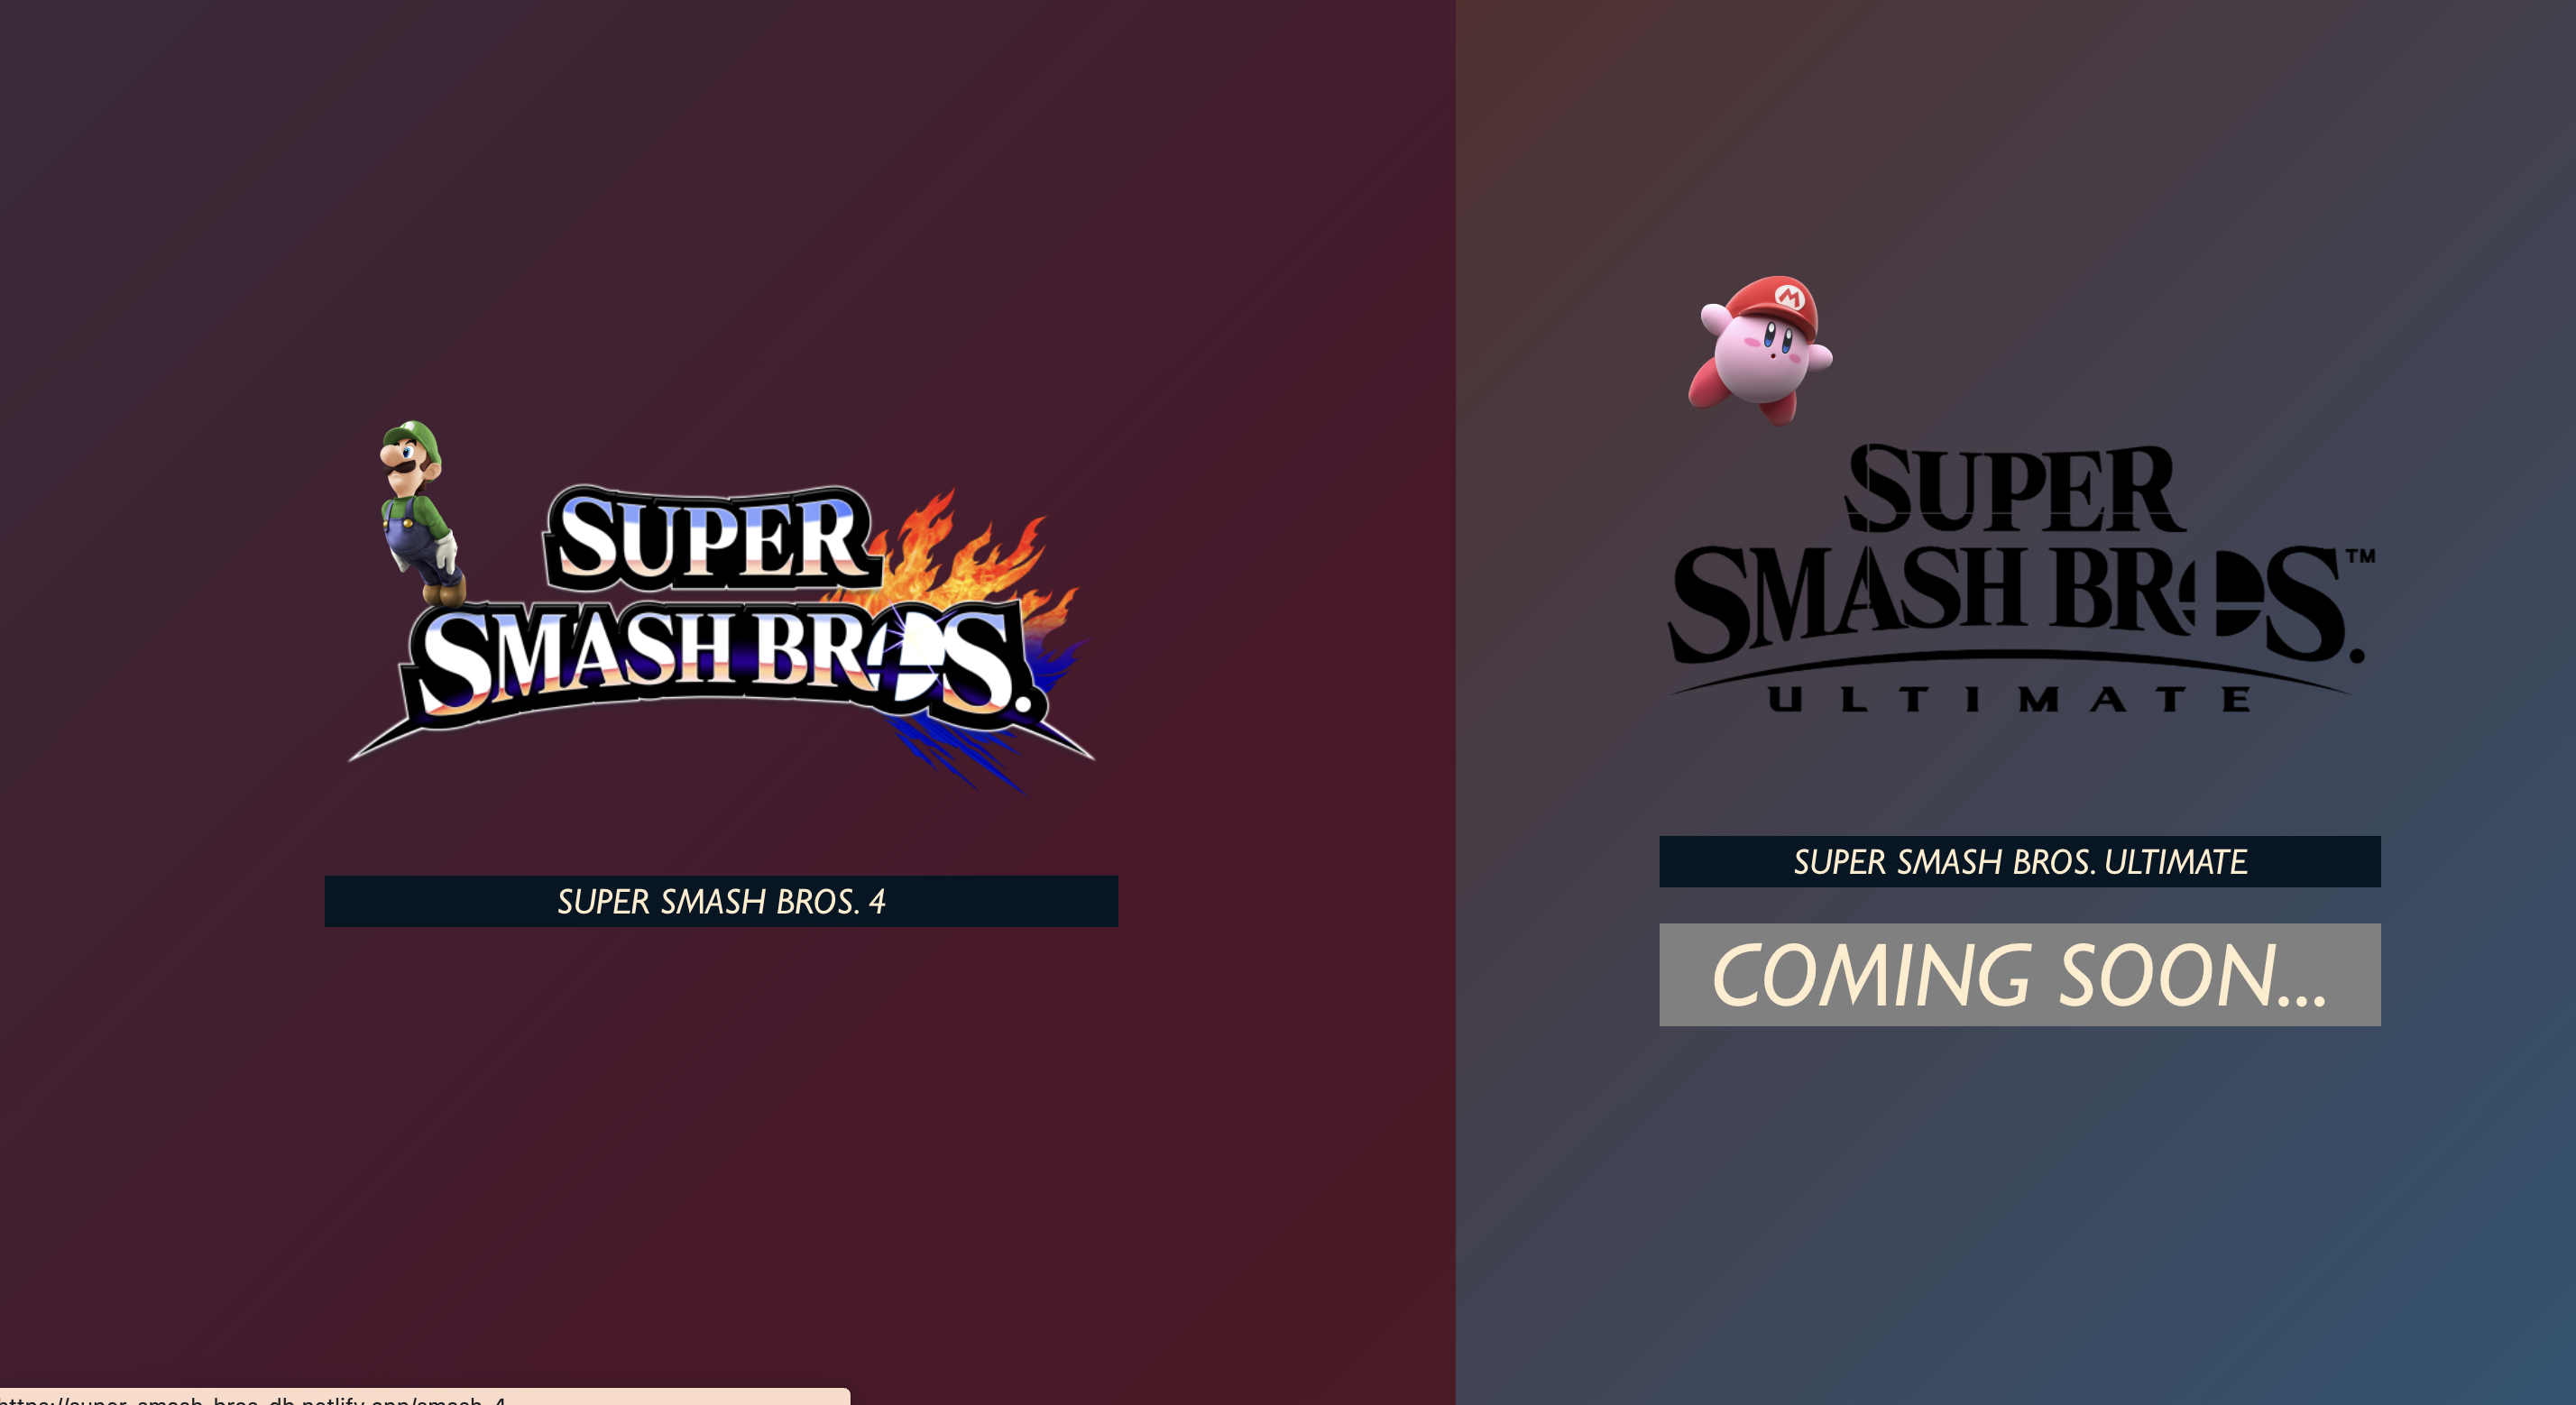 SUPER
SMASH BROS.
SUPER SMASH BROS. 4
M
SUPER
SMASH BROS.™
ULTIMATE
SUPER SMASH BROS. ULTIMATE
COMING SOON...
https://super-smash-bros-db.netlify.app/smash-4